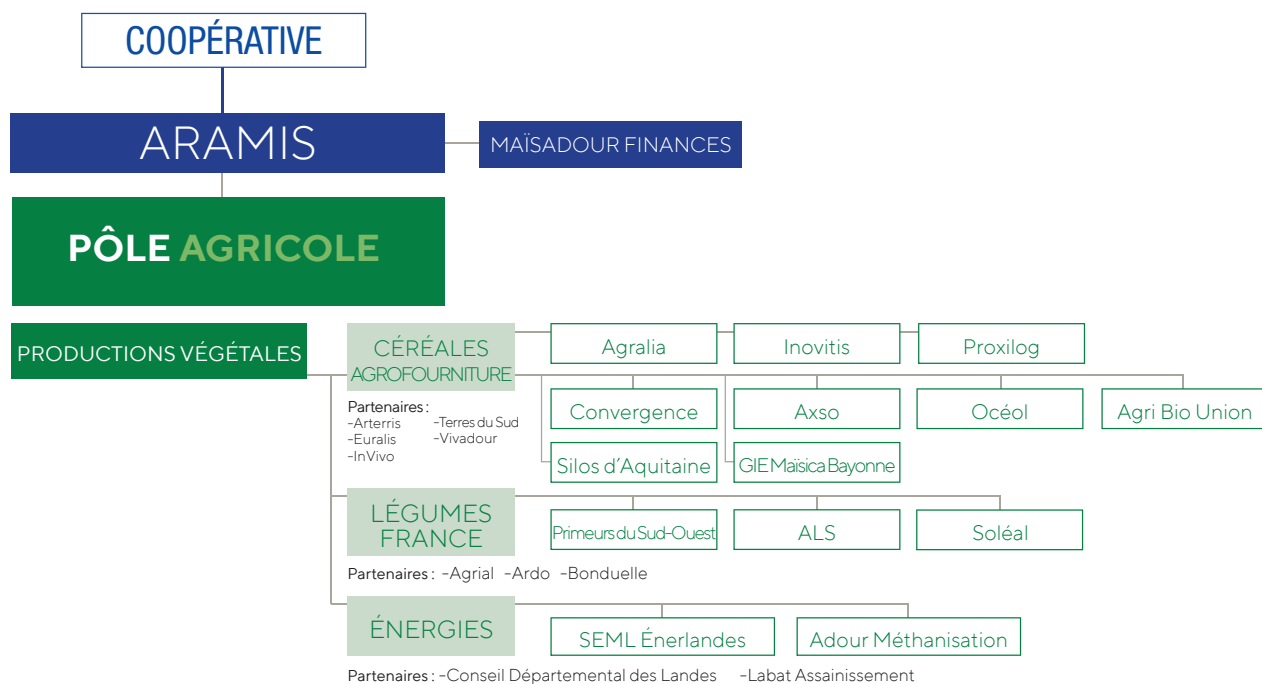 COOPÉRATIVE
ARAMIS
MAÏSADOUR FINANCES
PÔLE AGRICOLE
PRODUCTIONS VÉGÉTALES
CÉRÉALES
AGROFOURNITURE
Agralia
Inovitis
Proxilog
Convergence
Axso
Océol
Agri Bio Union
Silos d'Aquitaine
GIE Maïsica Bayonne
Partenaires :
-Arterris
-Euralis
-InVivo
-Terres du Sud
-Vivadour
LÉGUMES
FRANCE
Primeurs du Sud-Ouest
ALS
Soléal
Partenaires : -Agrial -Ardo -Bonduelle
ÉNERGIES
SEML Énerlandes
Adour Méthanisation
Partenaires : -Conseil Départemental des Landes -Labat Assainissement